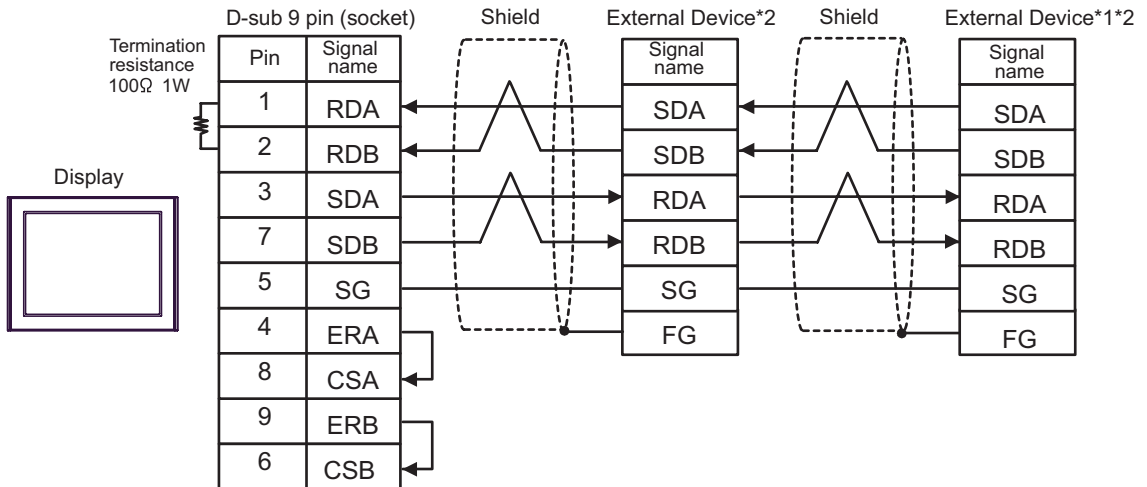 D-sub 9 pin (socket) Shield External Device*2 Shield External Device*1*2
Termination
resistance
100Ω 1W
Display
Pin Signal
name
1 RDA
2 RDB
3 SDA
7 SDB
5 SG
4 ERA
8 CSA
9 ERB
6 CSB
Signal
name
SDA
SDB
RDA
RDB
SG
FG
Signal
name
SDA
SDB
RDA
RDB
SG
FG